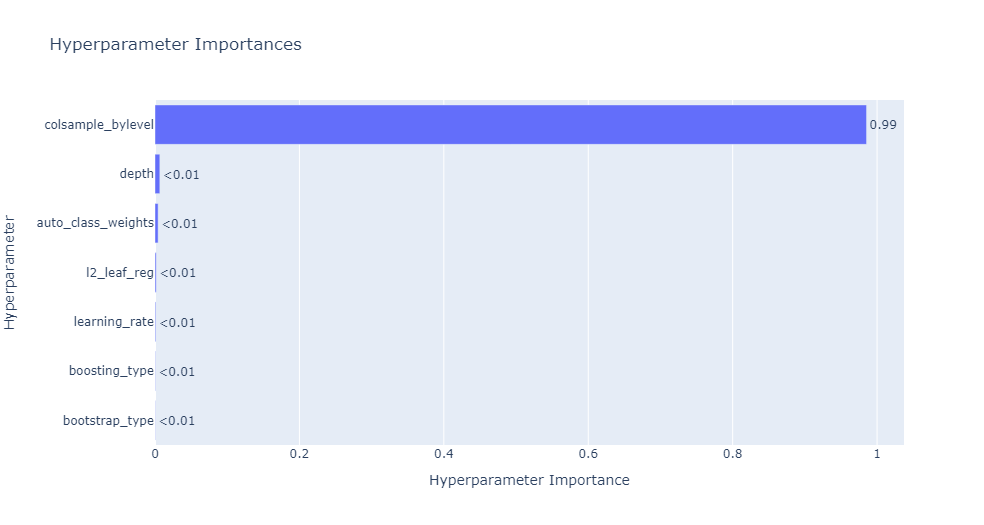 Hyperparameter Importances
Hyperparameter
colsample_bylevel 0.99
depth <0.01
auto_class_weights <0.01
l2_leaf_reg <0.01
learning_rate <0.01
boosting_type <0.01
bootstrap_type <0.01
0 0.2 0.4 0.6 0.8 1
Hyperparameter Importance